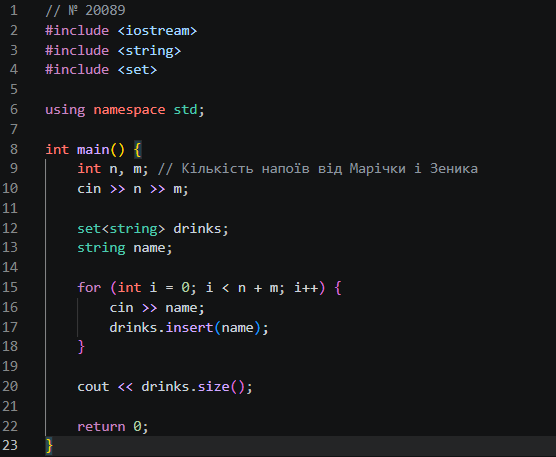 1 // № 20089
2 #include <iostream>
3 #include <string>
4 #include <set>
5
6 using namespace std;
7
8 int main() {
9     int n, m; // Кількість напоїв від Марічки і Зеника
10     cin >> n >> m;
11
12     set<string> drinks;
13     string name;
14
15     for (int i = 0; i < n + m; i++) {
16         cin >> name;
17         drinks.insert(name);
18     }
19
20     cout << drinks.size();
21
22     return 0;
23 }